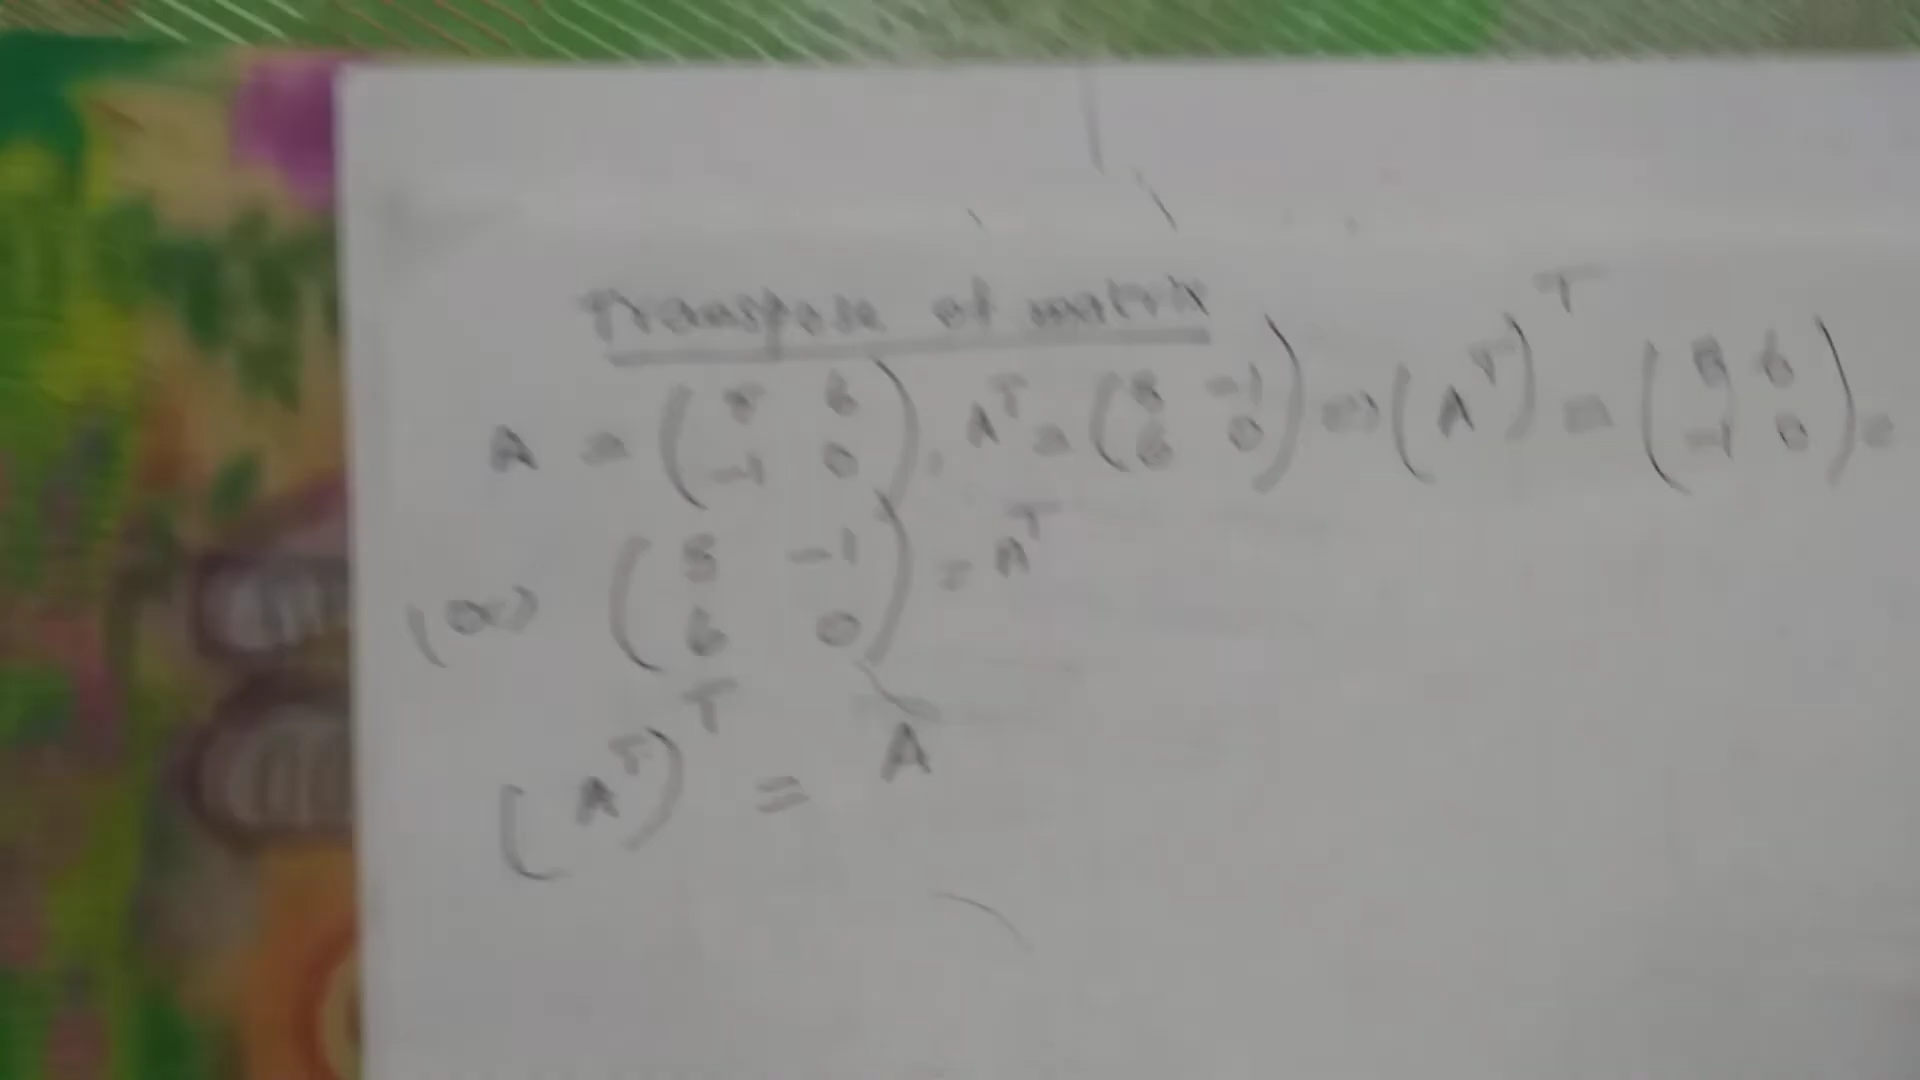 Transpose of matrix
A = (5 6; -1 0), A^T = (5 -1; 6 0) => (A^T)^T = (5 6; -1 0) =
(or) (5 -1; 6 0) = A^T
(A^T)^T = A